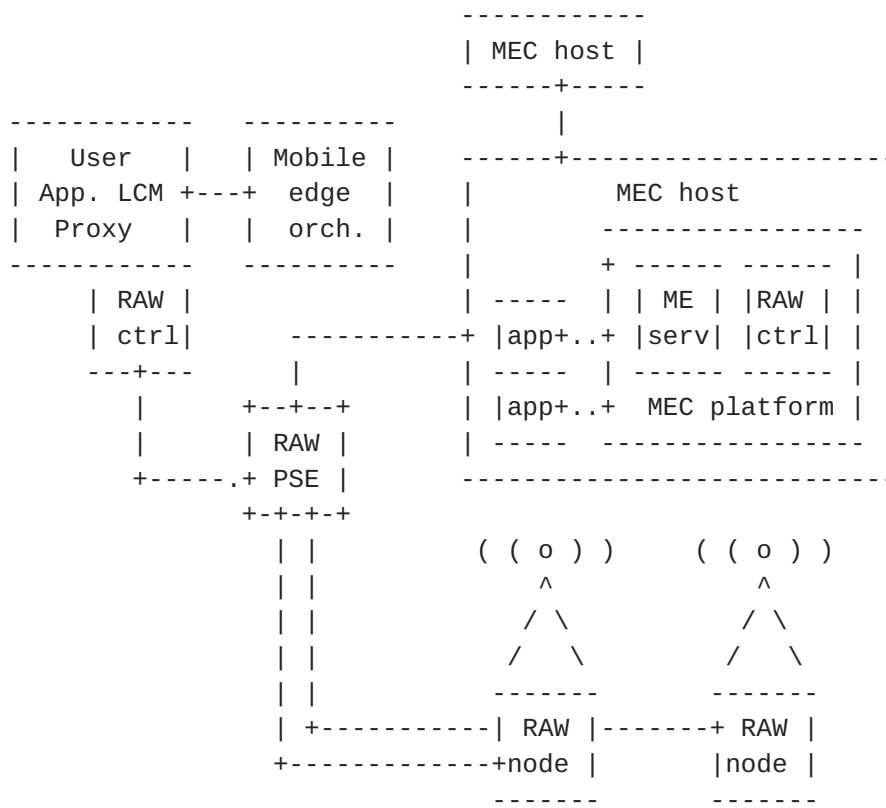 MEC host
User Mobile
App. LCM edge MEC host
Proxy orch.
RAW ME RAW
ctrl app serv ctrl
app MEC platform
RAW
PSE
( ( o ) ) ( ( o ) )
RAW RAW
node node